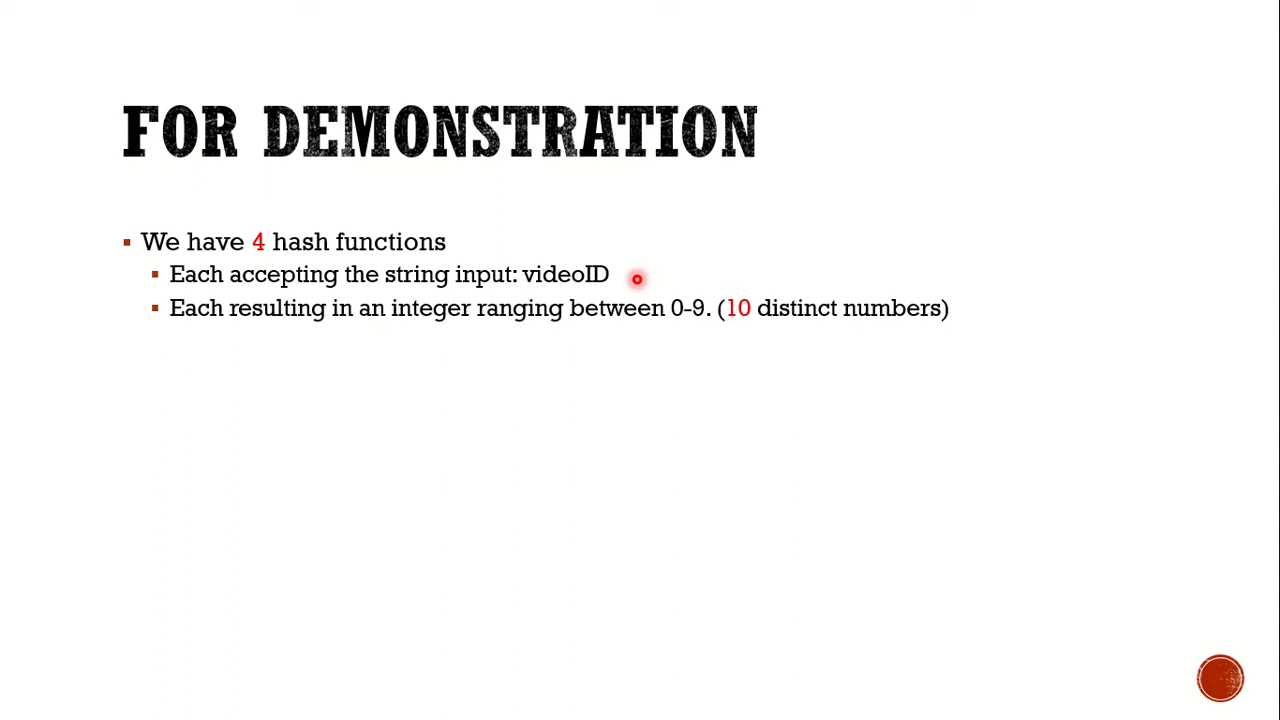 FOR DEMONSTRATION
We have 4 hash functions
Each accepting the string input: videoID
Each resulting in an integer ranging between 0-9. (10 distinct numbers)